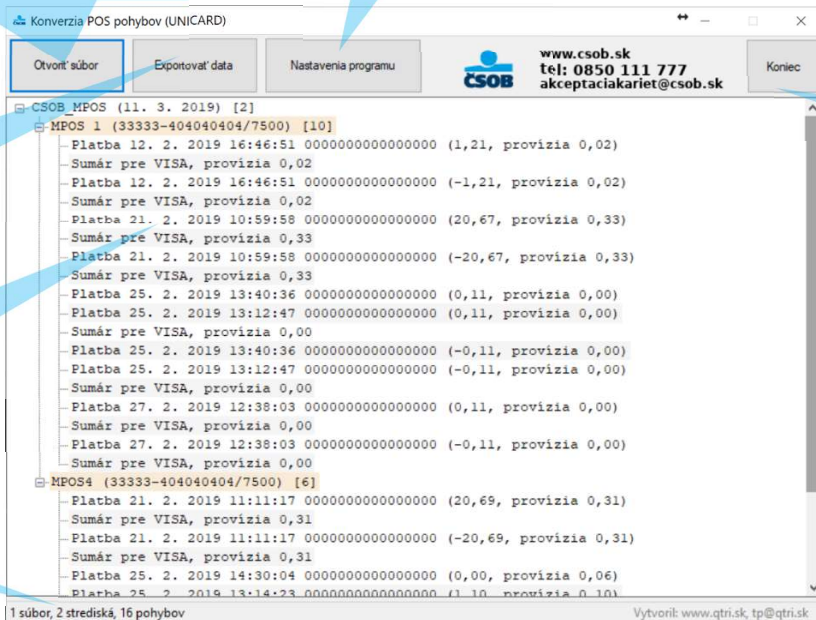 Konverzia POS pohybov (UNICARD)
Otvoriť súbor
Exportovať data
Nastavenia programu
ČSOB
www.csob.sk
tel: 0850 111 777
akceptaciakariet@csob.sk
Koniec
CSOB_MPOS (11. 3. 2019) [2]
MPOS 1 (33333-404040404/7500) [10]
Platba 12. 2. 2019 16:46:51 0000000000000000 (1,21, provízia 0,02)
Sumár pre VISA, provízia 0,02
Platba 12. 2. 2019 16:46:51 0000000000000000 (-1,21, provízia 0,02)
Sumár pre VISA, provízia 0,02
Platba 21. 2. 2019 10:59:58 0000000000000000 (20,67, provízia 0,33)
Sumár pre VISA, provízia 0,33
Platba 21. 2. 2019 10:59:58 0000000000000000 (-20,67, provízia 0,33)
Sumár pre VISA, provízia 0,33
Platba 25. 2. 2019 13:40:36 0000000000000000 (0,11, provízia 0,00)
Platba 25. 2. 2019 13:12:47 0000000000000000 (0,11, provízia 0,00)
Sumár pre VISA, provízia 0,00
Platba 25. 2. 2019 13:40:36 0000000000000000 (-0,11, provízia 0,00)
Platba 25. 2. 2019 13:12:47 0000000000000000 (-0,11, provízia 0,00)
Sumár pre VISA, provízia 0,00
Platba 27. 2. 2019 12:38:03 0000000000000000 (0,11, provízia 0,00)
Sumár pre VISA, provízia 0,00
Platba 27. 2. 2019 12:38:03 0000000000000000 (-0,11, provízia 0,00)
Sumár pre VISA, provízia 0,00
MPOS4 (33333-404040404/7500) [6]
Platba 21. 2. 2019 11:11:17 0000000000000000 (20,69, provízia 0,31)
Sumár pre VISA, provízia 0,31
Platba 21. 2. 2019 11:11:17 0000000000000000 (-20,69, provízia 0,31)
Sumár pre VISA, provízia 0,31
Platba 25. 2. 2019 14:30:04 0000000000000000 (0,00, provízia 0,06)
Platba 25. 2. 2019 13:14:23 0000000000000000 (1,10, provízia 0,10)
1 súbor, 2 strediská, 16 pohybov
Vytvoril: www.qtri.sk, tp@qtri.sk